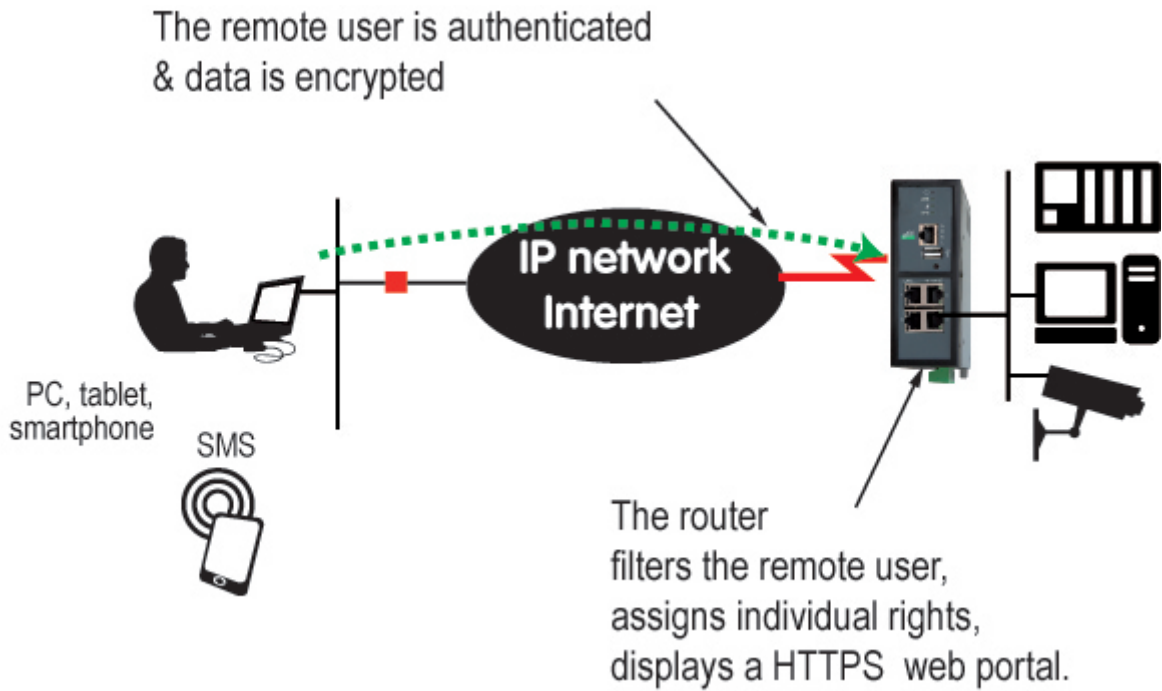 The remote user is authenticated
& data is encrypted
IP network
Internet
PC, tablet,
smartphone
SMS
The router
filters the remote user,
assigns individual rights,
displays a HTTPS web portal.